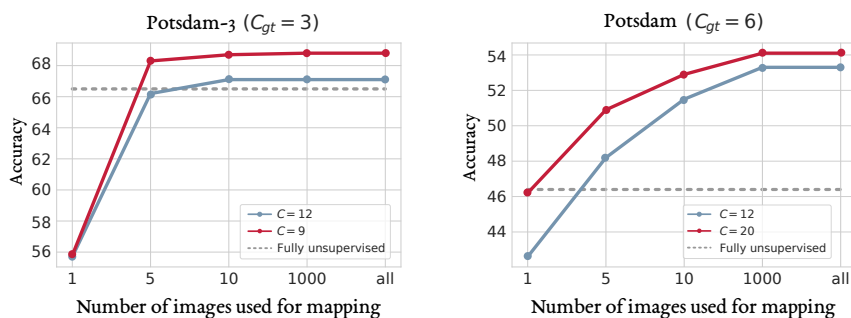 Potsdam-3 (C_gt = 3)
Accuracy
68
66
64
62
60
58
56
C = 12
C = 9
Fully unsupervised
1 5 10 1000 all
Number of images used for mapping
Potsdam (C_gt = 6)
Accuracy
54
52
50
48
46
44
C = 12
C = 20
Fully unsupervised
1 5 10 1000 all
Number of images used for mapping